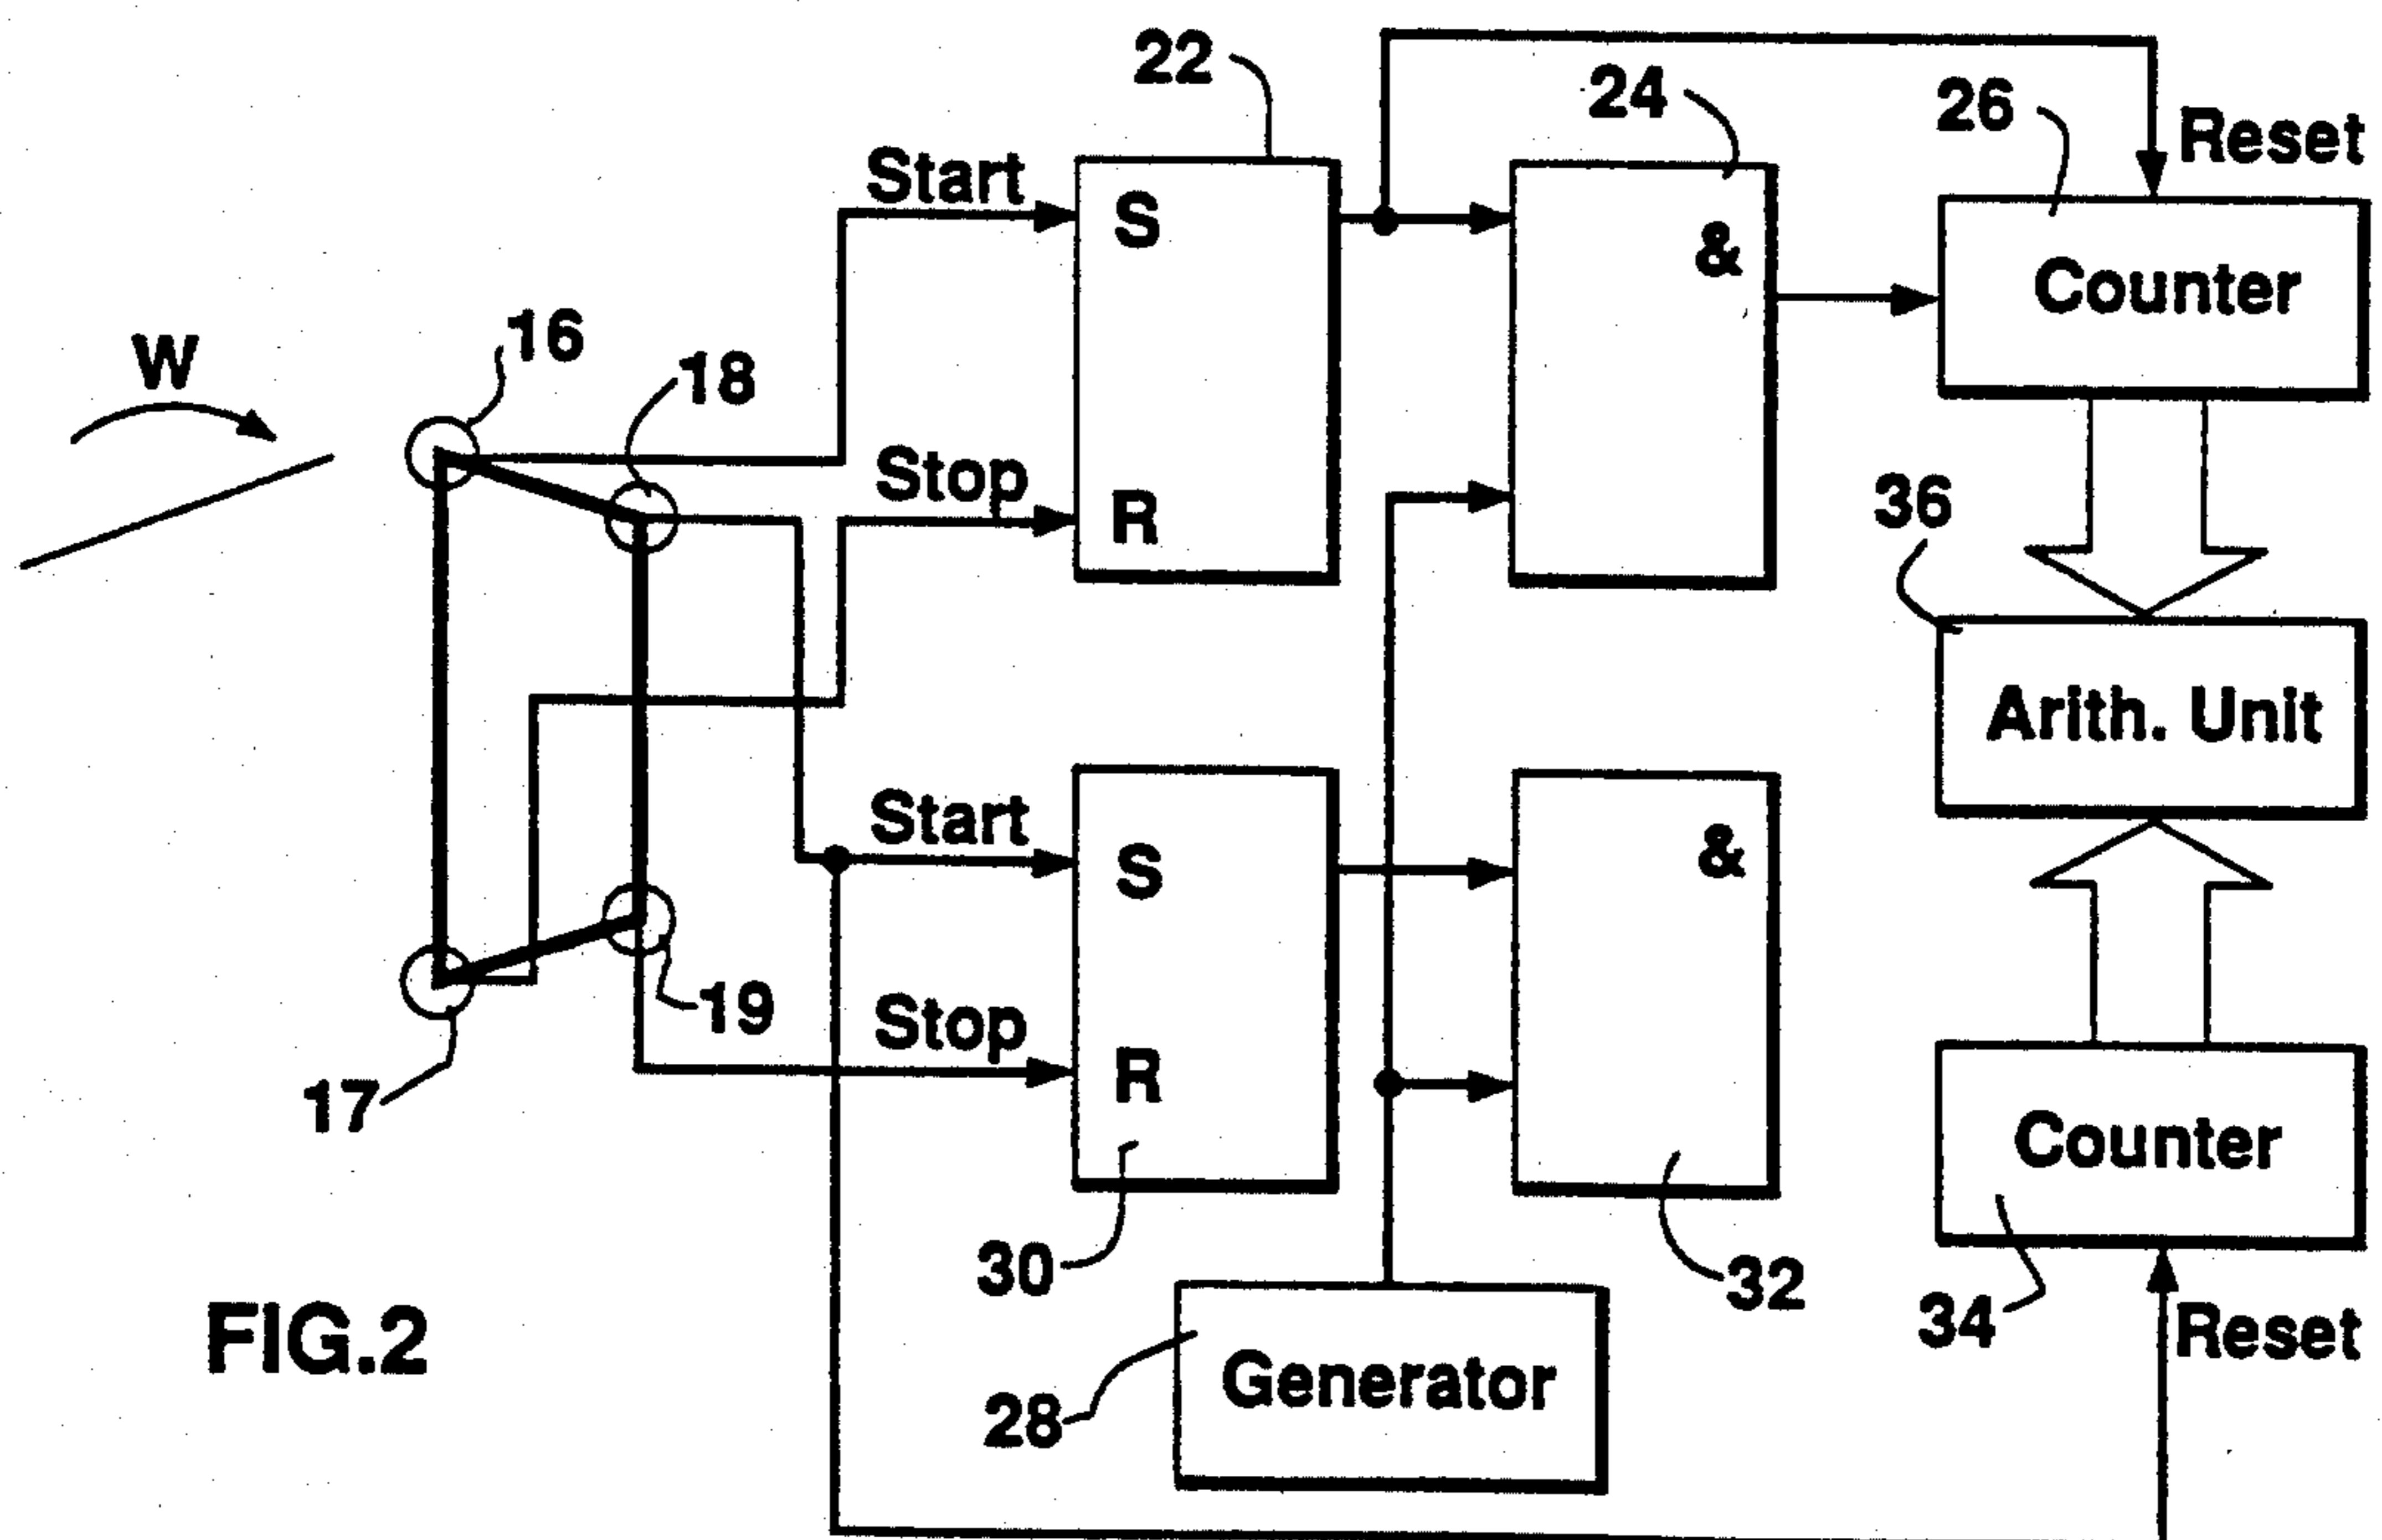 22
24
26
Reset
Start
S
&
Counter
16
W
18
Stop
R
36
Arith. Unit
Start
S
&
19
Stop
R
17
Counter
30
32
34
Reset
FIG.2
28
Generator